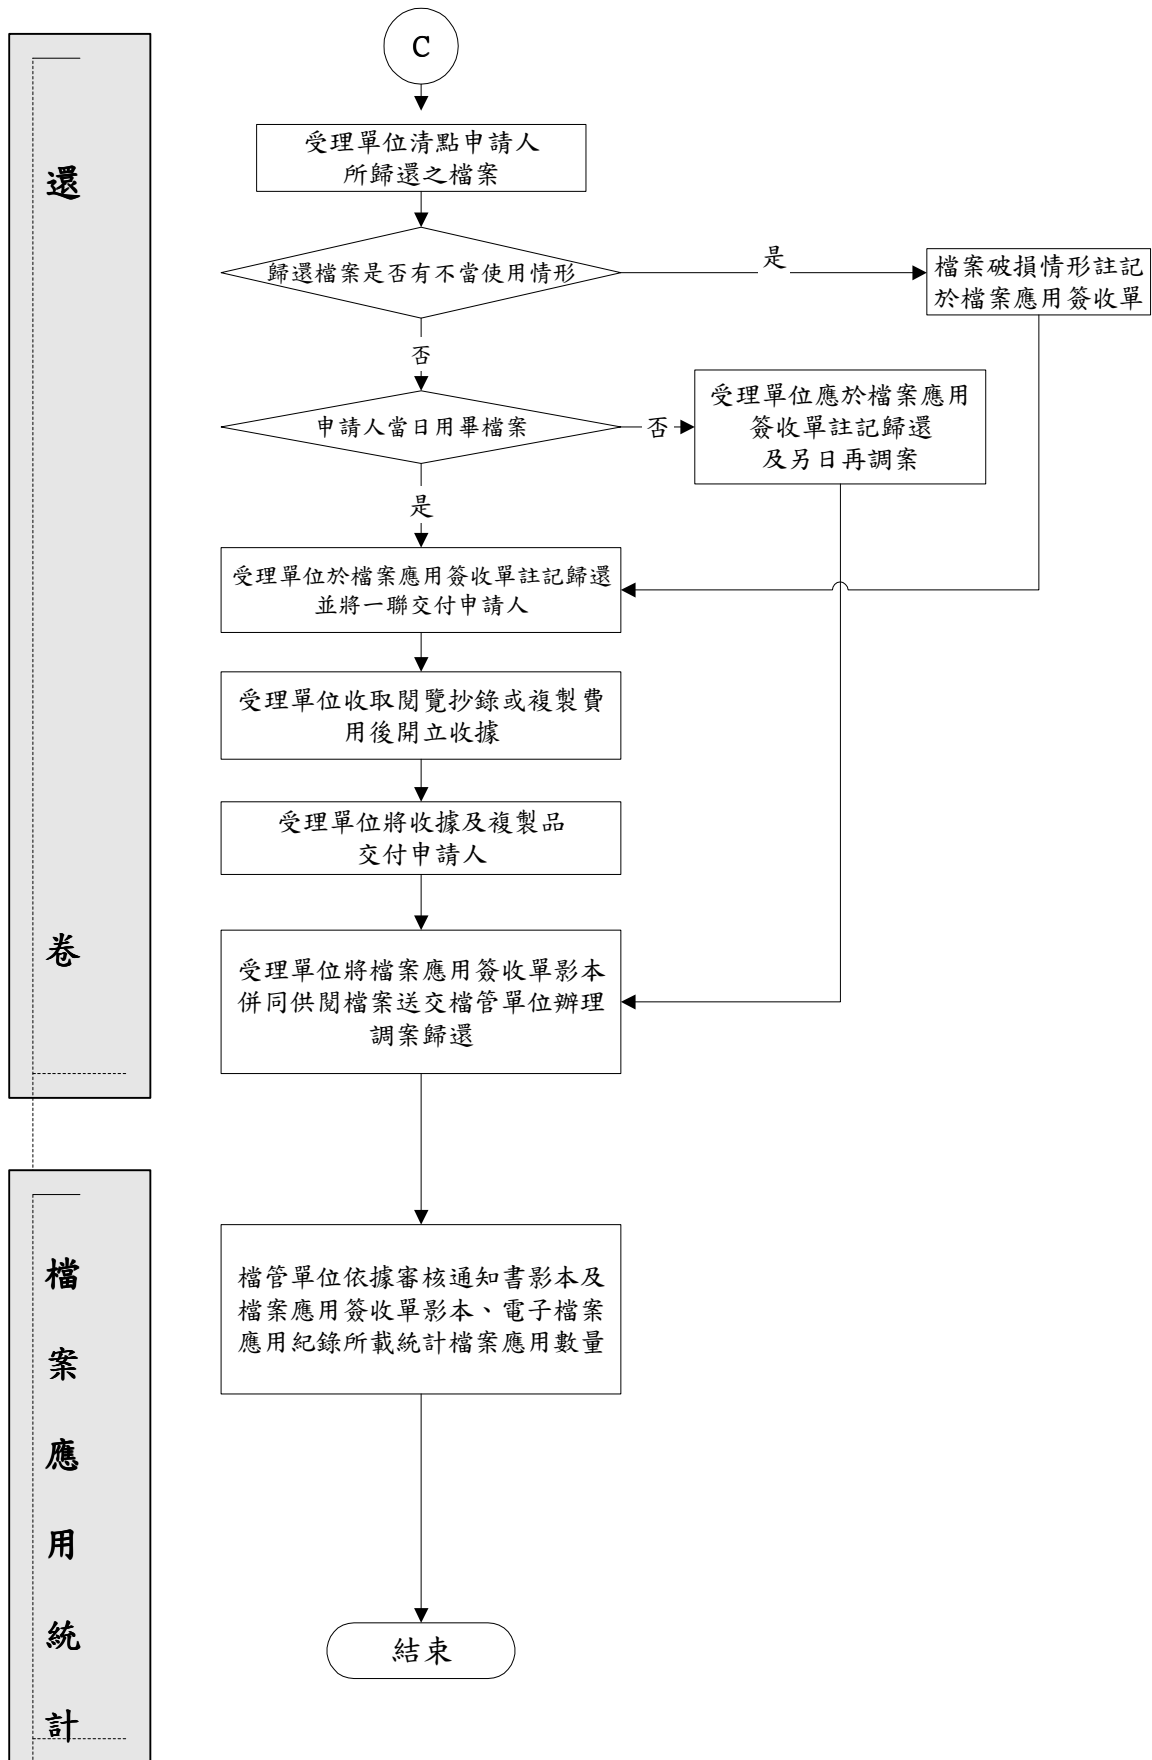 C
還
卷
受理單位清點申請人
所歸還之檔案
歸還檔案是否有不當使用情形
是
檔案破損情形註記
於檔案應用簽收單
否
申請人當日用畢檔案
否
受理單位應於檔案應用
簽收單註記歸還
及另日再調案
是
受理單位於檔案應用簽收單註記歸還
並將一聯交付申請人
受理單位收取閱覽抄錄或複製費
用後開立收據
受理單位將收據及複製品
交付申請人
受理單位將檔案應用簽收單影本
併同供閱檔案送交檔管單位辦理
調案歸還
檔
案
應
用
統
計
檔管單位依據審核通知書影本及
檔案應用簽收單影本、電子檔案
應用紀錄所載統計檔案應用數量
結束